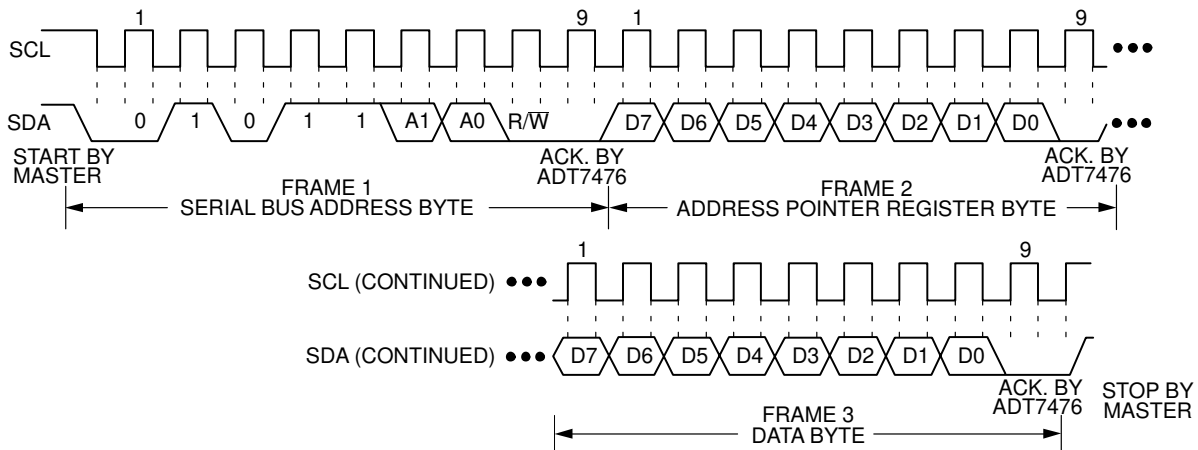 1 9 1 9
SCL
SDA 0 1 0 1 1 A1 A0 R/W̅ D7 D6 D5 D4 D3 D2 D1 D0
START BY MASTER
ACK. BY ADT7476
ACK. BY ADT7476
FRAME 1
SERIAL BUS ADDRESS BYTE
FRAME 2
ADDRESS POINTER REGISTER BYTE
1 9
SCL (CONTINUED)
SDA (CONTINUED) D7 D6 D5 D4 D3 D2 D1 D0
ACK. BY ADT7476
STOP BY MASTER
FRAME 3
DATA BYTE